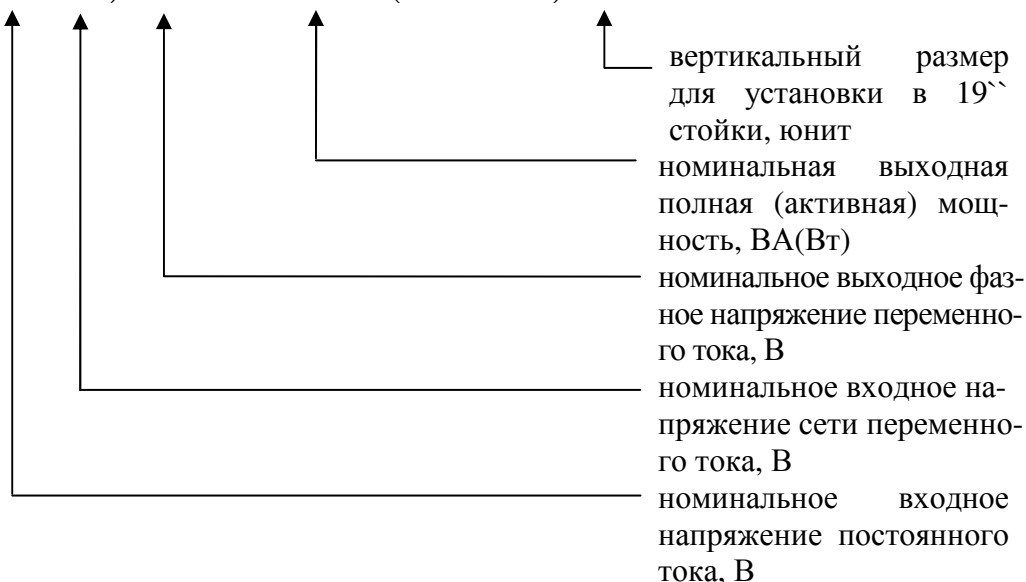 вертикальный размер
для установки в 19``
стойки, юнит
номинальная выходная
полная (активная) мощ-
ность, ВА(Вт)
номинальное выходное фаз-
ное напряжение переменно-
го тока, В
номинальное входное на-
пряжение сети переменно-
го тока, В
номинальное входное
напряжение постоянного
тока, В